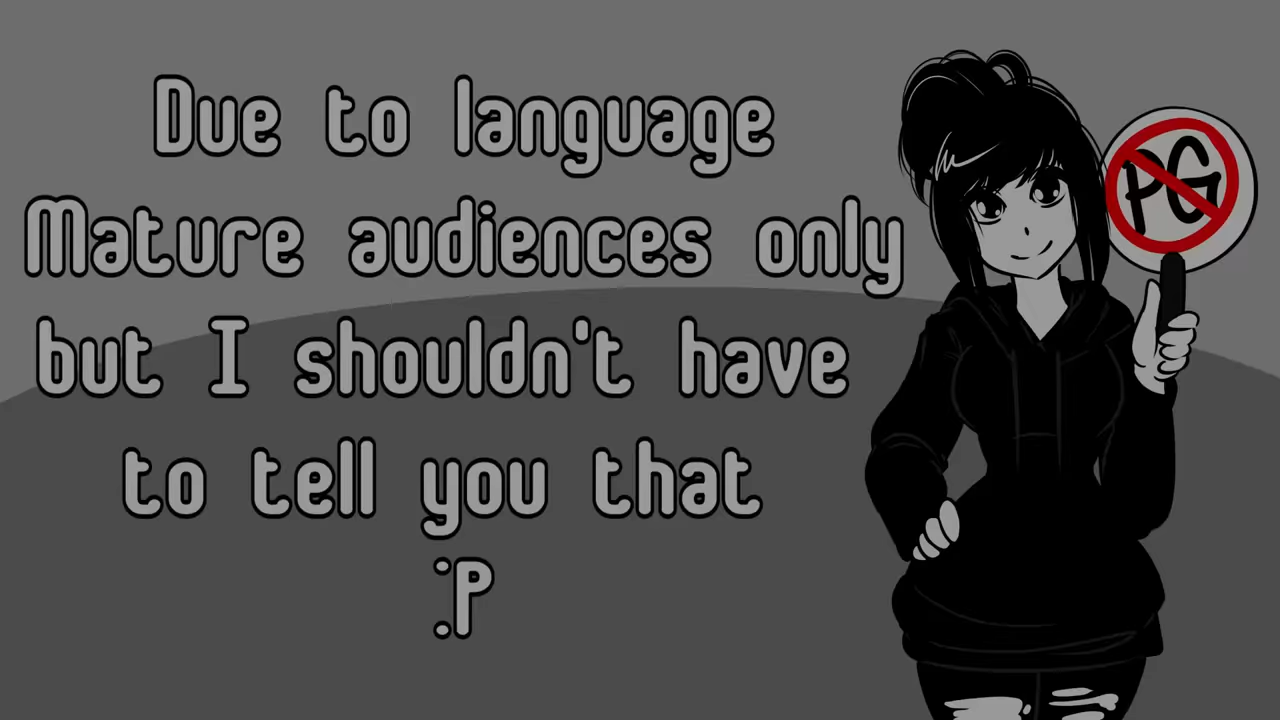 Due to language
Mature audiences only
but I shouldn't have
to tell you that
:P
PG